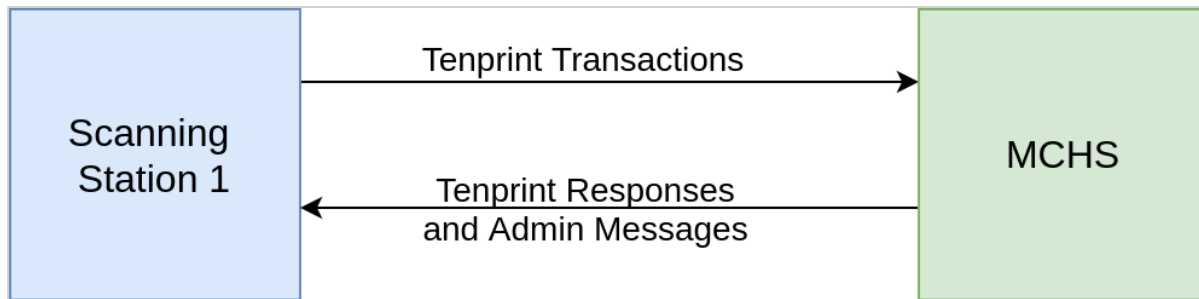 Tenprint Transactions
Scanning
Station 1
MCHS
Tenprint Responses
and Admin Messages